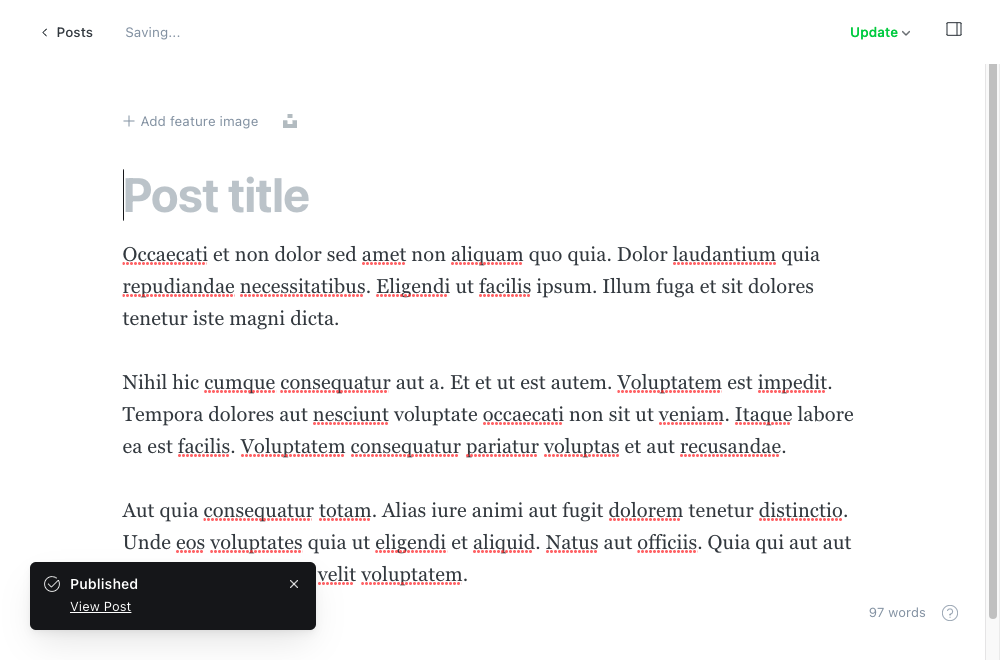 Posts
Saving...
Update
Add feature image
Post title
Occaecati et non dolor sed amet non aliquam quo quia. Dolor laudantium quia
repudiandae necessitatibus. Eligendi ut facilis ipsum. Illum fuga et sit dolores
tenetur iste magni dicta.
Nihil hic cumque consequatur aut a. Et et ut est autem. Voluptatem est impedit.
Tempora dolores aut nesciunt voluptate occaecati non sit ut veniam. Itaque labore
ea est facilis. Voluptatem consequatur pariatur voluptas et aut recusandae.
Aut quia consequatur totam. Alias iure animi aut fugit dolorem tenetur distinctio.
Unde eos voluptates quia ut eligendi et aliquid. Natus aut officiis. Quia qui aut aut
velit voluptatem.
Published
View Post
97 words
?